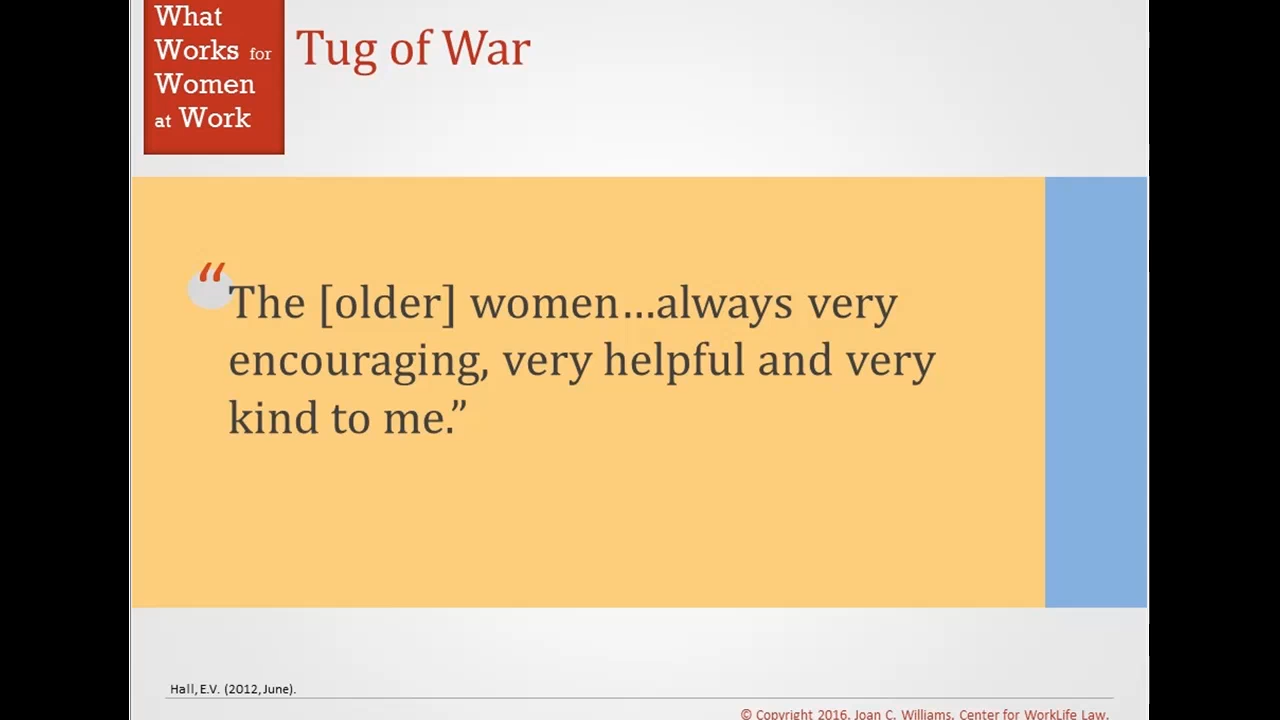 What
Works for
Women
at Work
Tug of War
“The [older] women…always very
encouraging, very helpful and very
kind to me.”
Hall, E.V. (2012, June).
© Copyright 2016. Joan C. Williams. Center for WorkLife Law.